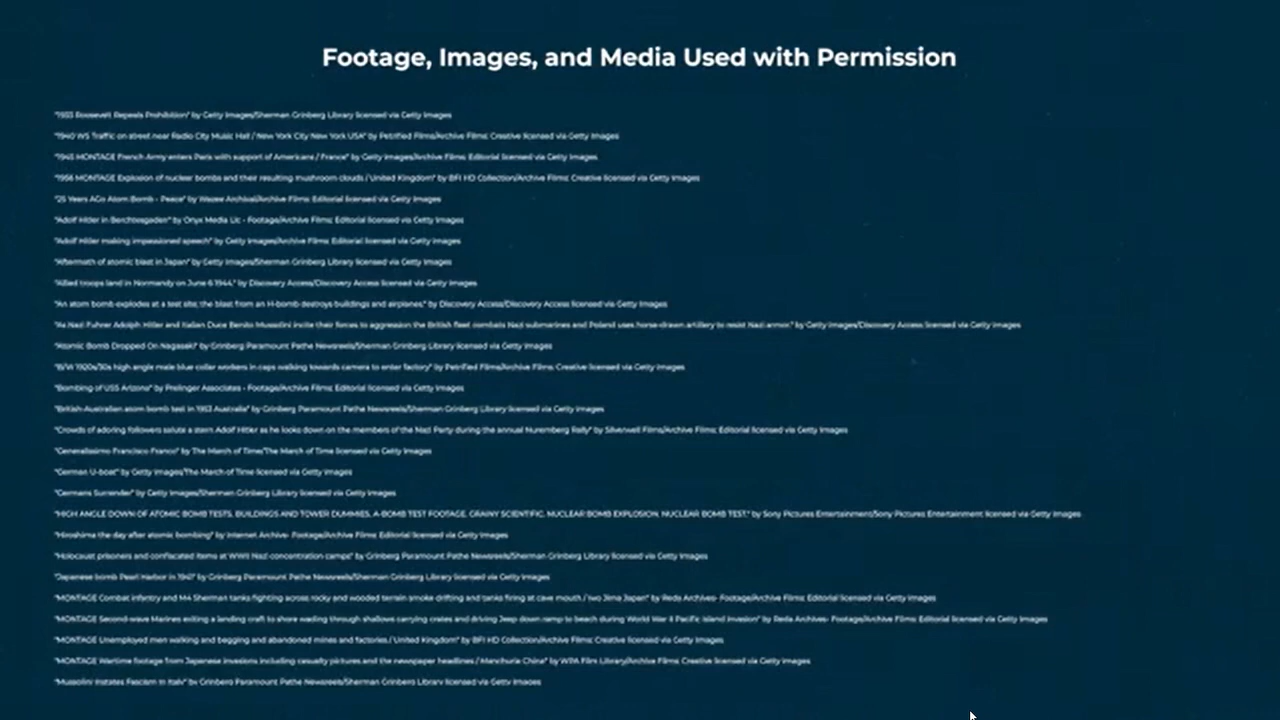 Footage, Images, and Media Used with Permission
"1933 Roosevelt Repeals Prohibition" by Getty Images/Sherman Grinberg Library licensed via Getty Images
"1940 WS Traffic on street near Radio City Music Hall / New York City New York USA" by Petrified Films/Archive Films: Creative licensed via Getty Images
"1945 MONTAGE French Army enters Paris with support of Americans / France" by Getty Images/Archive Films: Editorial licensed via Getty Images
"1956 MONTAGE Explosion of nuclear bombs and their resulting mushroom clouds / United Kingdom" by BFI HD Collection/Archive Films: Creative licensed via Getty Images
"25 Years AGo Atom Bomb - Peace" by Wazee Archival/Archive Films: Editorial licensed via Getty Images
"Adolf Hitler in Berchtesgaden" by Onyx Media Llc - Footage/Archive Films: Editorial licensed via Getty Images
"Adolf Hitler making impassioned speech" by Getty Images/Archive Films: Editorial licensed via Getty Images
"Aftermath of atomic blast in Japan" by Getty Images/Sherman Grinberg Library licensed via Getty Images
"Allied troops land in Normandy on June 6 1944." by Discovery Access/Discovery Access licensed via Getty Images
"An atom bomb explodes at a test site; the blast from an H-bomb destroys buildings and airplanes." by Discovery Access/Discovery Access licensed via Getty Images
"As Nazi Fuhrer Adolph Hitler and Italian Duce Benito Mussolini incite their forces to aggression the British fleet combats Nazi submarines and Poland uses horse-drawn artillery to resist Nazi armor." by Getty Images/Discovery Access licensed via Getty Images
"Atomic Bomb Dropped On Nagasaki" by Grinberg Paramount Pathe Newsreels/Sherman Grinberg Library licensed via Getty Images
"B/W 1920s/30s high angle male blue collar workers in caps walking towards camera to enter factory" by Petrified Films/Archive Films: Creative licensed via Getty Images
"Bombing of USS Arizona" by Prelinger Associates - Footage/Archive Films: Editorial licensed via Getty Images
"British-Australian atom bomb test in 1953 Australia" by Grinberg Paramount Pathe Newsreels/Sherman Grinberg Library licensed via Getty Images
"Crowds of adoring followers salute a stern Adolf Hitler as he looks down on the members of the Nazi Party during the annual Nuremberg Rally" by Silverwell Films/Archive Films: Editorial licensed via Getty Images
"Generalissimo Francisco Franco" by The March of Time/The March of Time licensed via Getty Images
"German U-boat" by Getty Images/The March of Time licensed via Getty Images
"Germans Surrender" by Getty Images/Sherman Grinberg Library licensed via Getty Images
"HIGH ANGLE DOWN OF ATOMIC BOMB TESTS. BUILDINGS AND TOWER DUMMIES. A-BOMB TEST FOOTAGE. GRAINY SCIENTIFIC. NUCLEAR BOMB EXPLOSION. NUCLEAR BOMB TEST." by Sony Pictures Entertainment/Sony Pictures Entertainment licensed via Getty Images
"Hiroshima the day after atomic bombing" by Internet Archive- Footage/Archive Films: Editorial licensed via Getty Images
"Holocaust prisoners and confiscated items at WWII Nazi concentration camps" by Grinberg Paramount Pathe Newsreels/Sherman Grinberg Library licensed via Getty Images
"Japanese bomb Pearl Harbor in 1941" by Grinberg Paramount Pathe Newsreels/Sherman Grinberg Library licensed via Getty Images
"MONTAGE Combat infantry and M4 Sherman tanks fighting across rocky and wooded terrain smoke drifting and tanks firing at cave mouth / Iwo Jima Japan" by Reda Archives- Footage/Archive Films: Editorial licensed via Getty Images
"MONTAGE Second-wave Marines exiting a landing craft to shore wading through shallows carrying crates and driving Jeep down ramp to beach during World War II Pacific island invasion" by Reda Archives- Footage/Archive Films: Editorial licensed via Getty Images
"MONTAGE Unemployed men walking and begging and abandoned mines and factories / United Kingdom" by BFI HD Collection/Archive Films: Creative licensed via Getty Images
"MONTAGE Wartime footage from Japanese invasions including casualty pictures and the newspaper headlines / Manchuria China" by WPA Film Library/Archive Films: Creative licensed via Getty Images
"Mussolini Instates Fascism In Italy" by Grinberg Paramount Pathe Newsreels/Sherman Grinberg Library licensed via Getty Images